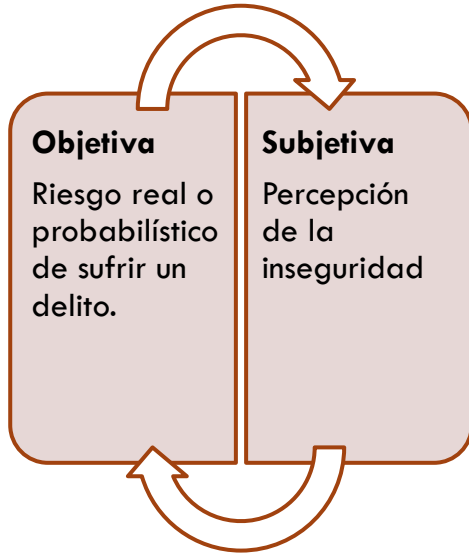 Objetiva
Riesgo real o
probabilístico
de sufrir un
delito.
Subjetiva
Percepción
de la
inseguridad